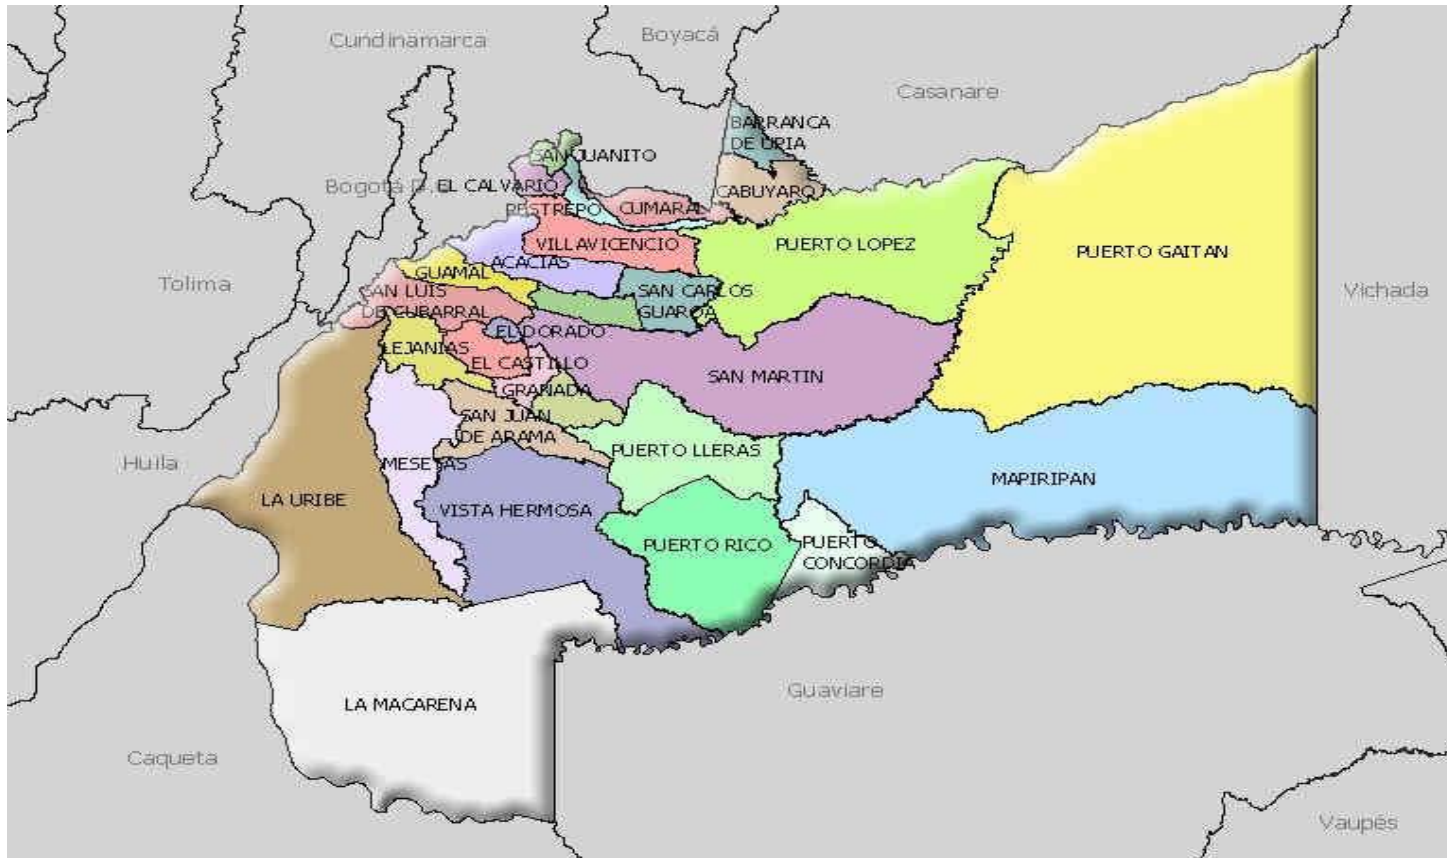 Boyacá
Cundinamarca
Casanare
BARRANCA
DE UPIA
SAN JUANITO
Bogotá D.C
EL CALVARIO
CABUYARO
RESTREPO
CUMARAL
VILLAVICENCIO
PUERTO LOPEZ
PUERTO GAITAN
ACACIAS
GUAMAL
Tolima
SAN LUIS
DE CUBARRAL
SAN CARLOS
GUAROA
Vichada
EL DORADO
LEJANIAS
EL CASTILLO
SAN MARTIN
GRANADA
SAN JUAN
DE ARAMA
PUERTO LLERAS
Huila
MESETAS
MAPIRIPAN
LA URIBE
VISTA HERMOSA
PUERTO RICO
PUERTO
CONCORDIA
Guaviare
LA MACARENA
Caqueta
Vaupés